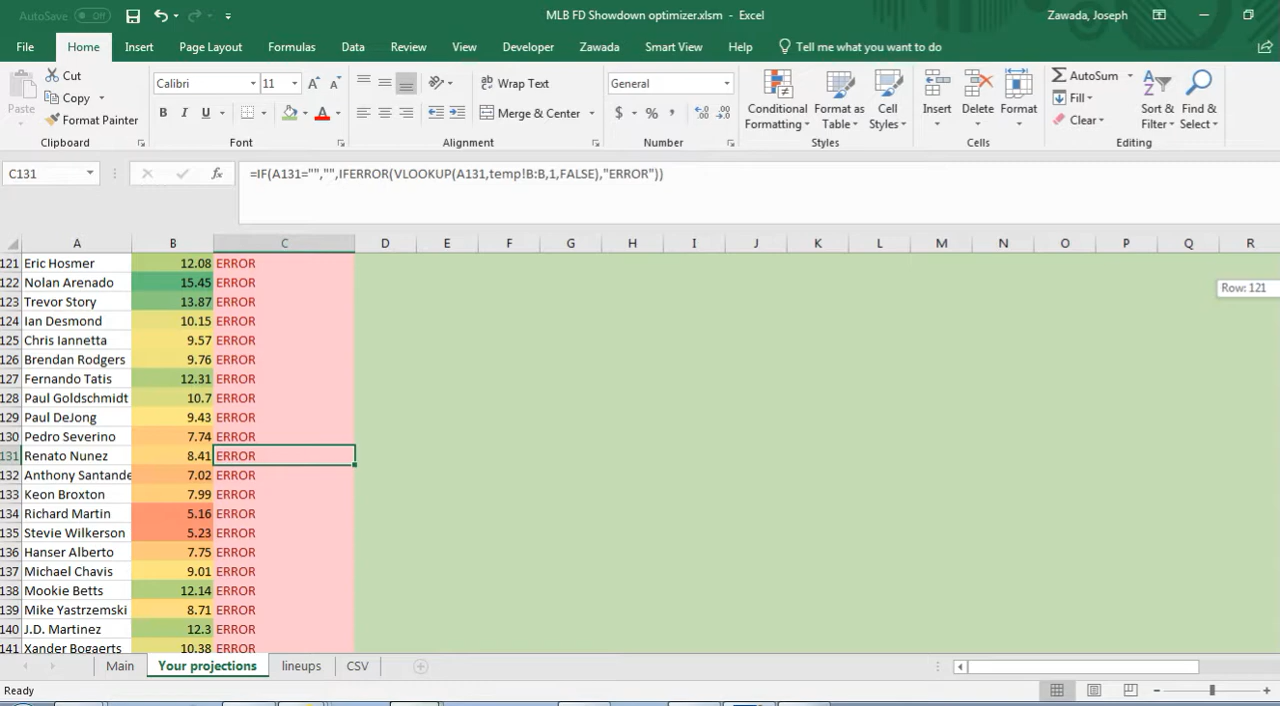 AutoSave Off MLB FD Showdown optimizer.xlsm - Excel Zawada, Joseph
File Home Insert Page Layout Formulas Data Review View Developer Zawada Smart View Help Tell me what you want to do
Paste Cut Copy Format Painter
Calibri 11 B I U
Wrap Text Merge & Center
General $ % ,
Conditional Formatting Format as Table Cell Styles
Insert Delete Format
AutoSum Fill Clear Sort & Filter Find & Select
Clipboard Font Alignment Number Styles Cells Editing
C131 fx =IF(A131="","",IFERROR(VLOOKUP(A131,temp!B:B,1,FALSE),"ERROR"))
A B C D E F G H I J K L M N O P Q R
121 Eric Hosmer 12.08 ERROR
122 Nolan Arenado 15.45 ERROR
Row: 121
123 Trevor Story 13.87 ERROR
124 Ian Desmond 10.15 ERROR
125 Chris Iannetta 9.57 ERROR
126 Brendan Rodgers 9.76 ERROR
127 Fernando Tatis 12.31 ERROR
128 Paul Goldschmidt 10.7 ERROR
129 Paul DeJong 9.43 ERROR
130 Pedro Severino 7.74 ERROR
131 Renato Nunez 8.41 ERROR
132 Anthony Santande 7.02 ERROR
133 Keon Broxton 7.99 ERROR
134 Richard Martin 5.16 ERROR
135 Stevie Wilkerson 5.23 ERROR
136 Hanser Alberto 7.75 ERROR
137 Michael Chavis 9.01 ERROR
138 Mookie Betts 12.14 ERROR
139 Mike Yastrzemski 8.71 ERROR
140 J.D. Martinez 12.3 ERROR
141 Xander Bogaerts 10.38 ERROR
Main Your projections lineups CSV
Ready